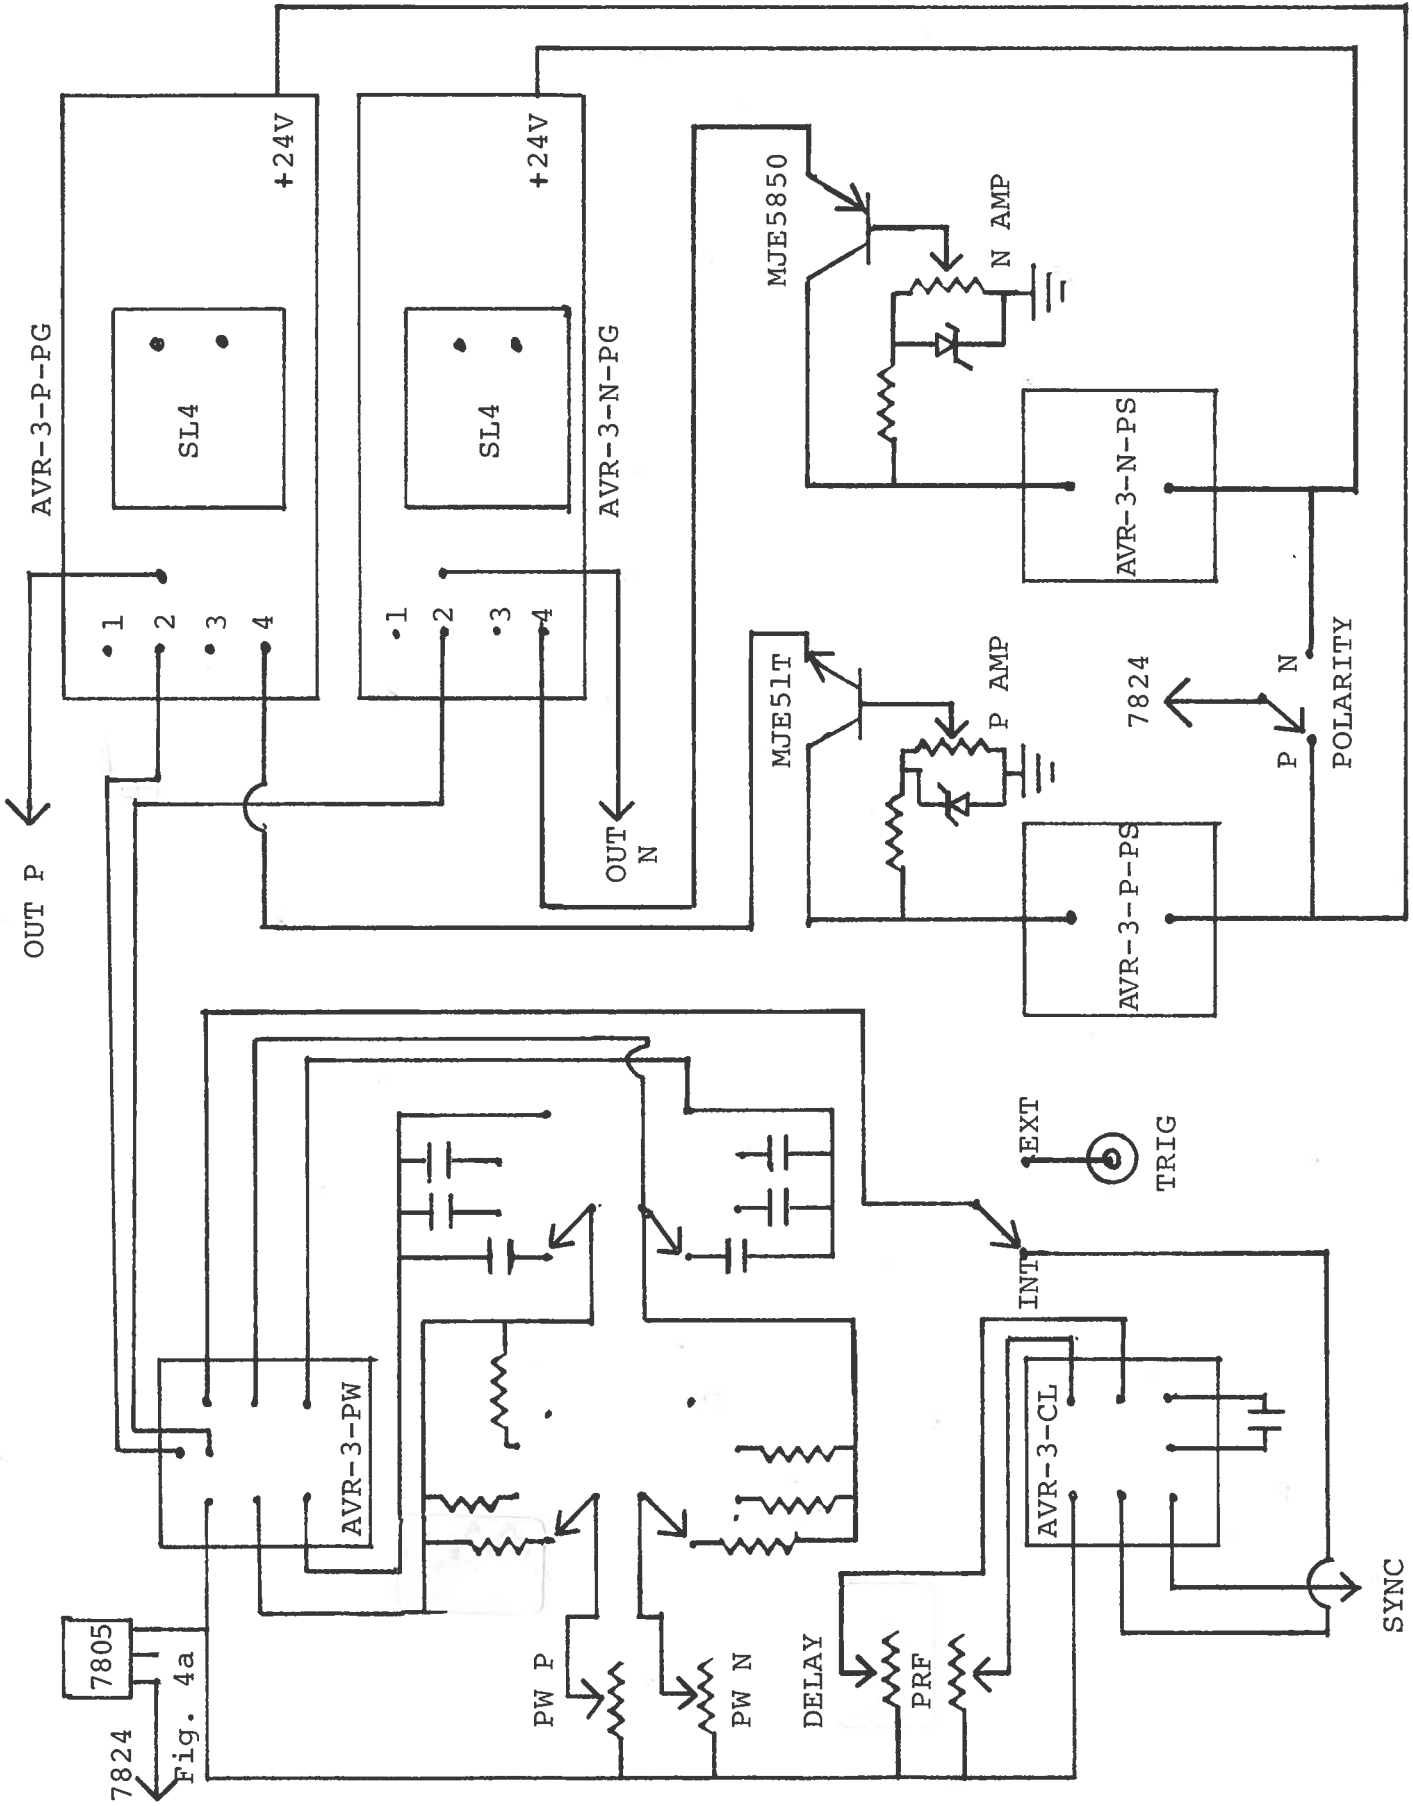 OUT P
AVR-3-P-PG
SL4
+24V
1
2
3
4
AVR-3-N-PG
SL4
+24V
1
2
3
4
OUT
N
MJE5850
N AMP
MJE51T
P AMP
AVR-3-N-PS
AVR-3-P-PS
7824
P N
POLARITY
7805
7824
Fig. 4a
AVR-3-PW
PW P
PW N
DELAY
PRF
INT
EXT
TRIG
AVR-3-CL
SYNC